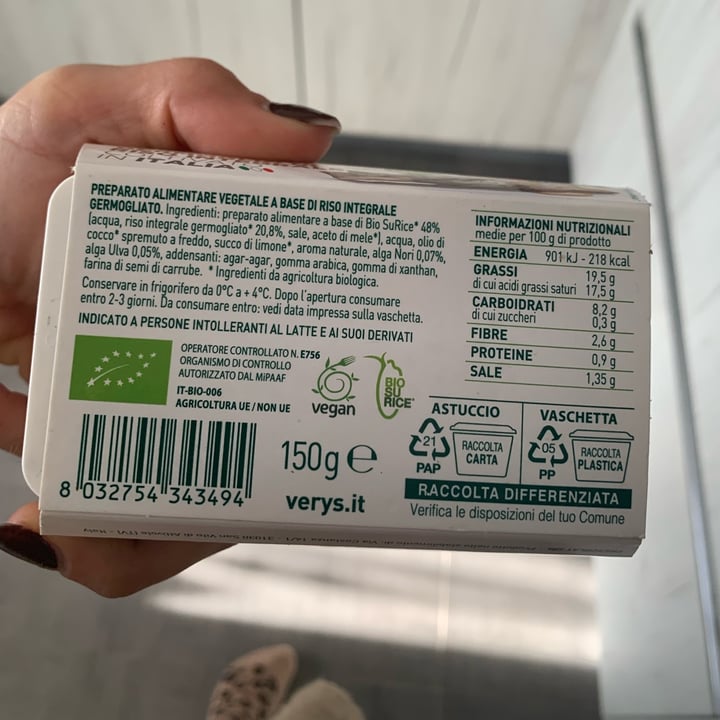 IN ITALIA
PREPARATO ALIMENTARE VEGETALE A BASE DI RISO INTEGRALE
GERMOGLIATO. Ingredienti: preparato alimentare a base di Bio SuRice* 48%
(acqua, riso integrale germogliato* 20,8%, sale, aceto di mele*), acqua, olio di
cocco* spremuto a freddo, succo di limone*, aroma naturale, alga Nori 0,07%,
alga Ulva 0,05%, addensanti: agar-agar, gomma arabica, gomma di xanthan,
farina di semi di carrube. * Ingredienti da agricoltura biologica.
Conservare in frigorifero da 0°C a + 4°C. Dopo l'apertura consumare
entro 2-3 giorni. Da consumare entro: vedi data impressa sulla vaschetta.
INDICATO A PERSONE INTOLLERANTI AL LATTE E AI SUOI DERIVATI
OPERATORE CONTROLLATO N. E756
ORGANISMO DI CONTROLLO
AUTORIZZATO DAL MiPAAF
IT-BIO-006
AGRICOLTURA UE / NON UE
vegan
BIO
SU
RICE
8 032754 343494
150g e
verys.it
INFORMAZIONI NUTRIZIONALI
medie per 100 g di prodotto
ENERGIA 901 kJ - 218 kcal
GRASSI 19,5 g
di cui acidi grassi saturi 17,5 g
CARBOIDRATI 8,2 g
di cui zuccheri 0,3 g
FIBRE 2,6 g
PROTEINE 0,9 g
SALE 1,35 g
ASTUCCIO
21
PAP
RACCOLTA
CARTA
VASCHETTA
05
PP
RACCOLTA
PLASTICA
RACCOLTA DIFFERENZIATA
Verifica le disposizioni del tuo Comune